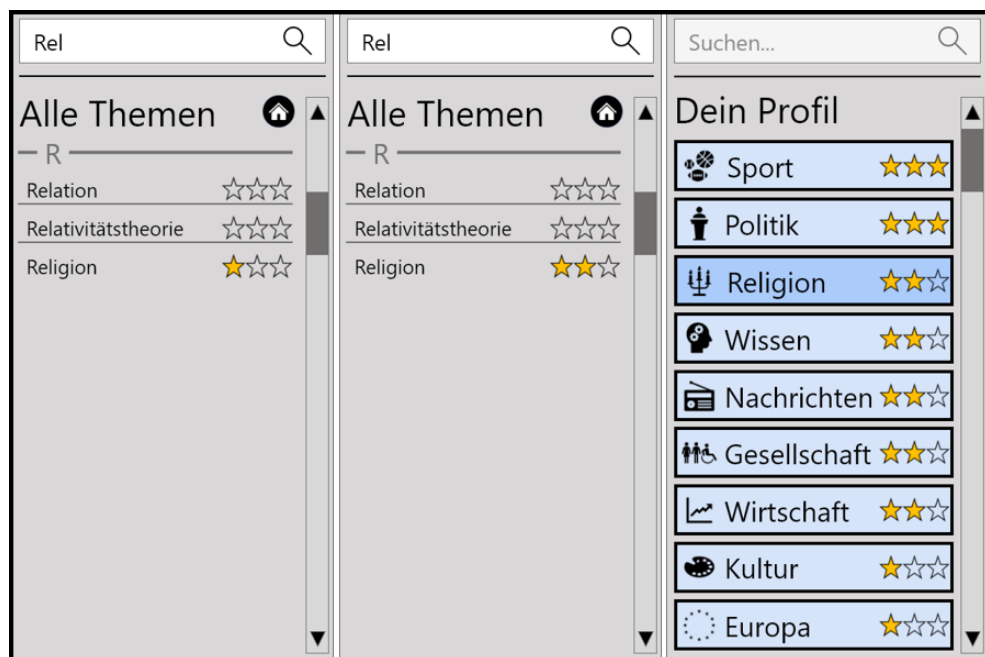 Rel
Alle Themen
R
Relation
Relativitätstheorie
Religion
Rel
Alle Themen
R
Relation
Relativitätstheorie
Religion
Suchen...
Dein Profil
Sport
Politik
Religion
Wissen
Nachrichten
Gesellschaft
Wirtschaft
Kultur
Europa